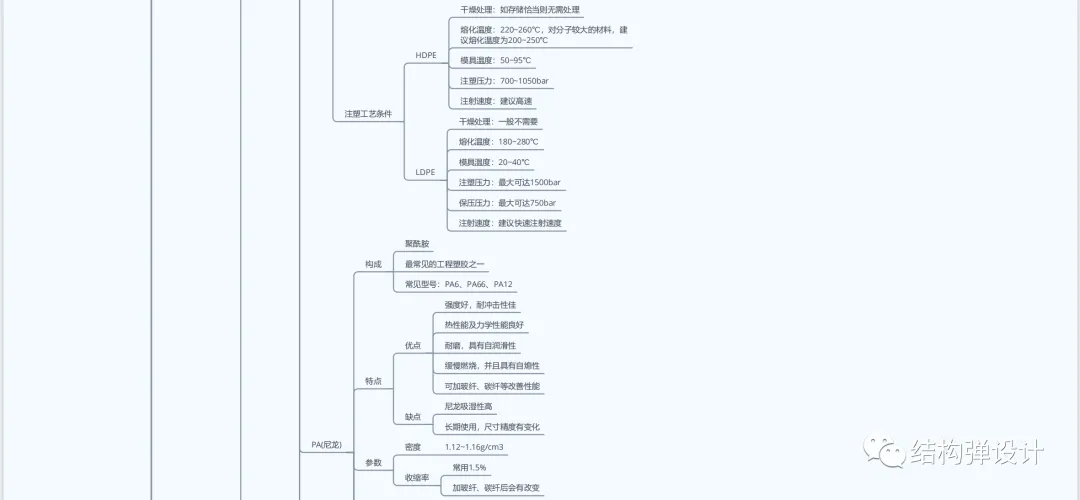 干燥处理：如存储恰当则无需处理
熔化温度：220~260℃，对分子较大的材料，建
议熔化温度为200~250℃
HDPE
模具温度：50~95℃
注塑压力：700~1050bar
注射速度：建议高速
注塑工艺条件
干燥处理：一般不需要
熔化温度：180~280℃
模具温度：20~40℃
LDPE
注塑压力：最大可达1500bar
保压压力：最大可达750bar
注射速度：建议快速注射速度
聚酰胺
构成
最常见的工程塑胶之一
常见型号：PA6、PA66、PA12
强度好，耐冲击性佳
热性能及力学性能良好
优点
耐磨，具有自润滑性
缓慢燃烧，并且具有自熄性
特点
可加玻纤、碳纤等改善性能
尼龙吸湿性高
缺点
长期使用，尺寸精度有变化
PA(尼龙)
密度
1.12~1.16g/cm3
参数
常用1.5%
收缩率
加玻纤、碳纤后会有改变
结构弹设计